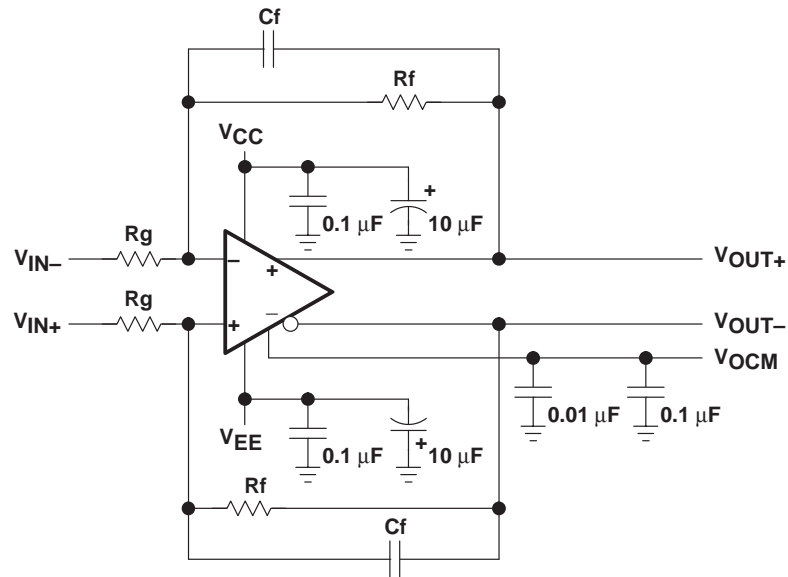 Cf
Rf
VCC
+
0.1 μF
10 μF
Rg
VIN–
–
+
VOUT+
Rg
VIN+
+
–
VOUT–
VOCM
0.01 μF
0.1 μF
VEE
0.1 μF
+
10 μF
Rf
Cf